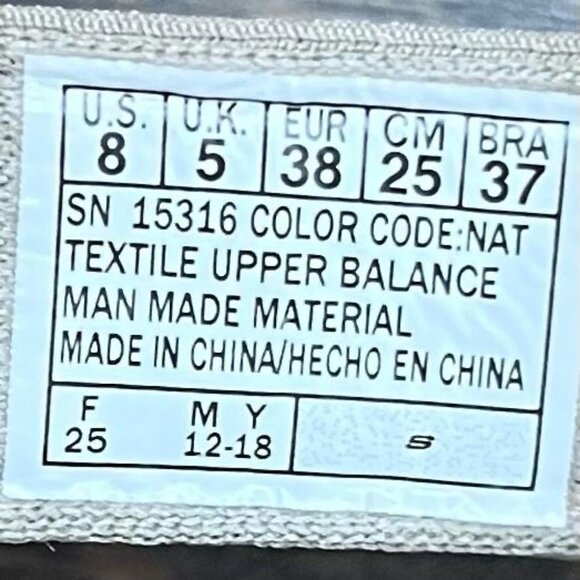 U.S. U.K. EUR CM BRA
8 5 38 25 37
SN 15316 COLOR CODE:NAT
TEXTILE UPPER BALANCE
MAN MADE MATERIAL
MADE IN CHINA/HECHO EN CHINA
F M Y
25 12-18
S